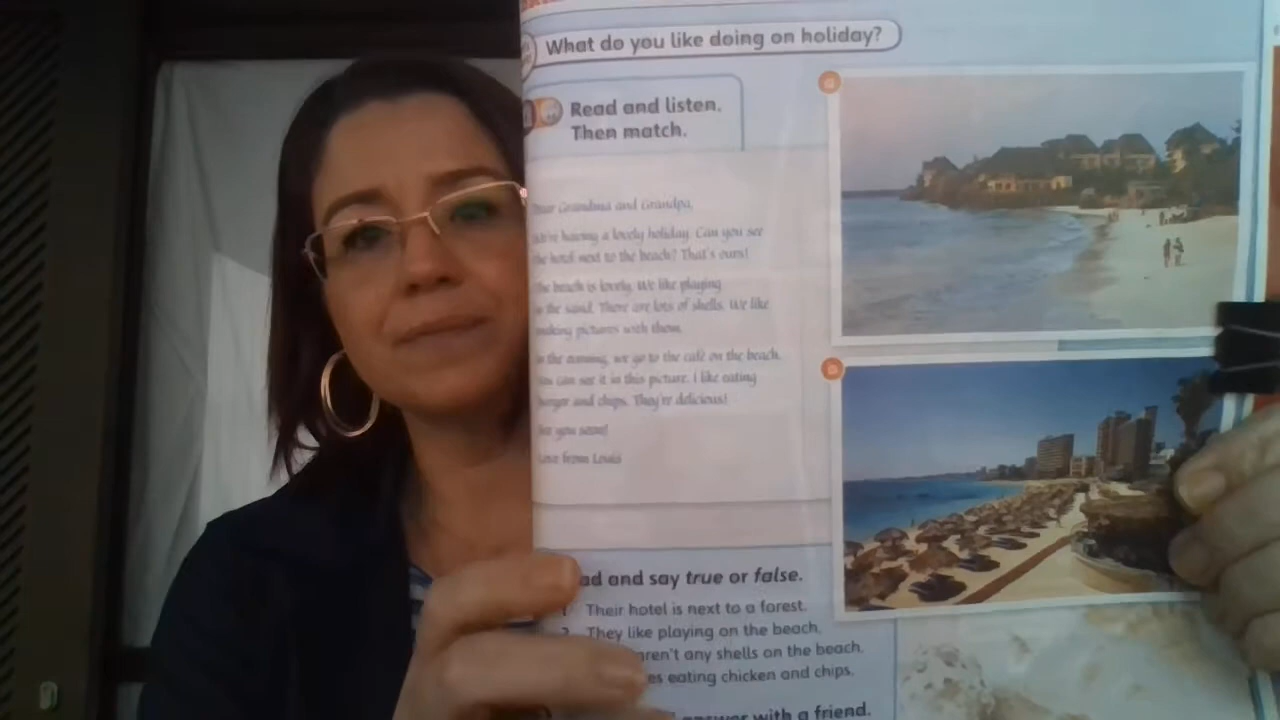 What do you like doing on holiday?
Read and listen.
Then match.
Dear Grandma and Grandpa,
We're having a lovely holiday. Can you see
the hotel next to the beach? That's ours!
The beach is lovely. We like playing
in the sand. There are lots of shells. We like
making pictures with them.
In the evening, we go to the café on the beach.
You can see it in this picture. I like eating
burger and chips. They're delicious!
See you soon!
Love from Louis
ad and say true or false.
Their hotel is next to a forest.
They like playing on the beach.
aren't any shells on the beach.
es eating chicken and chips.
answer with a friend.